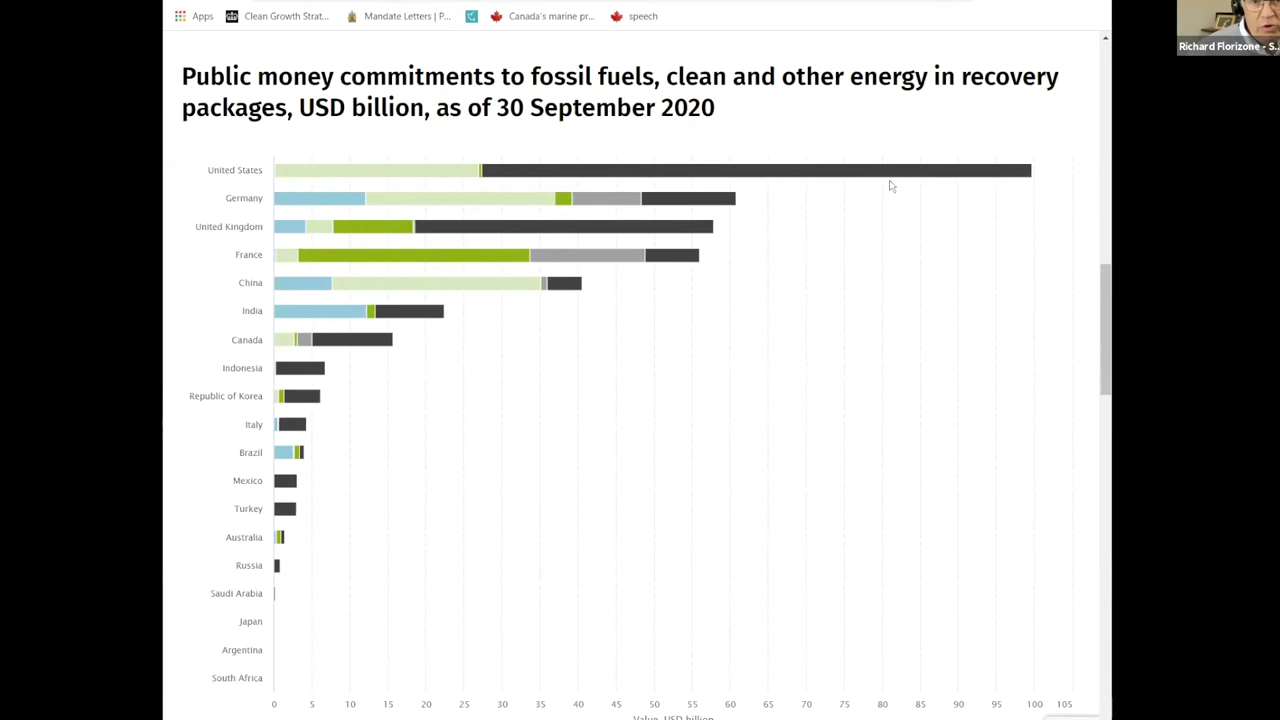 Apps
Clean Growth Strat...
Mandate Letters | P...
Canada's marine pr...
speech
Richard Florizone - S...
Public money commitments to fossil fuels, clean and other energy in recovery
packages, USD billion, as of 30 September 2020
United States
Germany
United Kingdom
France
China
India
Canada
Indonesia
Republic of Korea
Italy
Brazil
Mexico
Turkey
Australia
Russia
Saudi Arabia
Japan
Argentina
South Africa
0 5 10 15 20 25 30 35 40 45 50 55 60 65 70 75 80 85 90 95 100 105
Value, USD billion